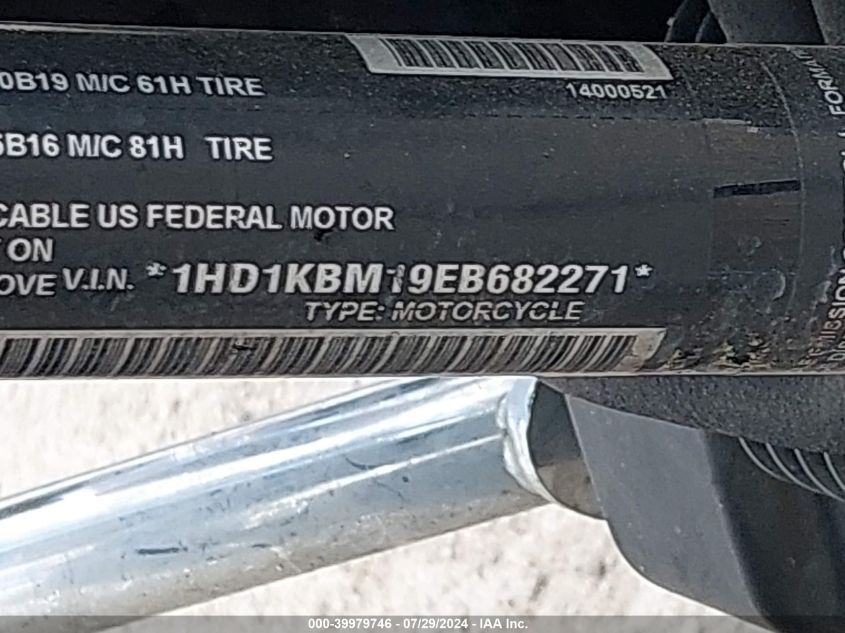 0B19 M/C 61H TIRE
14000521
5B16 M/C 81H TIRE
CABLE US FEDERAL MOTOR
ON
OVE V.I.N. *1HD1KBM19EB682271*
TYPE: MOTORCYCLE
000-39979746 - 07/29/2024 - IAA Inc.